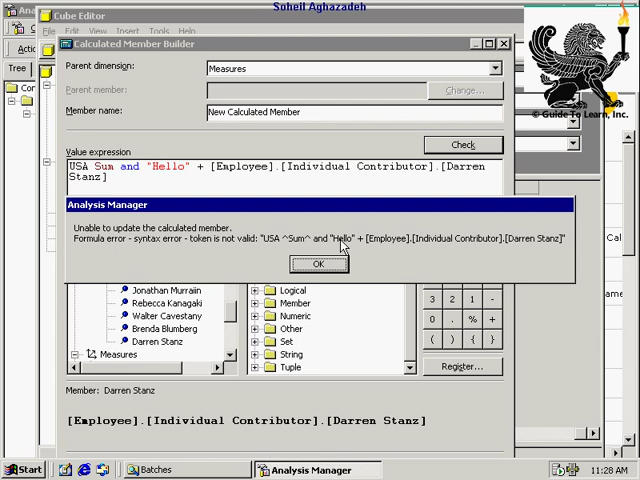 Soheil Aghazadeh
Cube Editor
File Edit View Insert Tools
Calculated Member Builder
Parent dimension:
Measures
Parent member:
Change...
Member name:
New Calculated Member
Value expression
Check
USA Sum and "Hello" + [Employee].[Individual Contributor].[Darren
Stanz]
Analysis Manager
Unable to update the calculated member.
Formula error - syntax error - token is not valid: "USA ^Sum^ and "Hello" + [Employee].[Individual Contributor].[Darren Stanz]"
OK
Jonathan Murraiin
Rebecca Kanagaki
Walter Cavestany
Brenda Blumberg
Darren Stanz
Measures
Logical
Member
Numeric
Other
Set
String
Tuple
3 2 1 -
0 . % +
( ) { }
Register...
Member: Darren Stanz
[Employee].[Individual Contributor].[Darren Stanz]
© Guide To Learn, Inc.
Tree
Start
Batches
Analysis Manager
11:28 AM